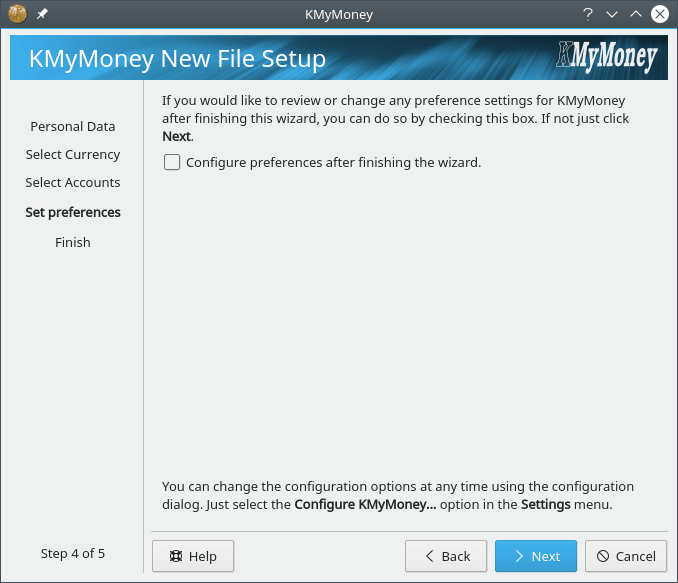 KMyMoney
KMyMoney New File Setup
KMyMoney
Personal Data
Select Currency
Select Accounts
Set preferences
Finish
If you would like to review or change any preference settings for KMyMoney
after finishing this wizard, you can do so by checking this box. If not just click
Next.
Configure preferences after finishing the wizard.
You can change the configuration options at any time using the configuration
dialog. Just select the Configure KMyMoney... option in the Settings menu.
Step 4 of 5
Help
Back
Next
Cancel